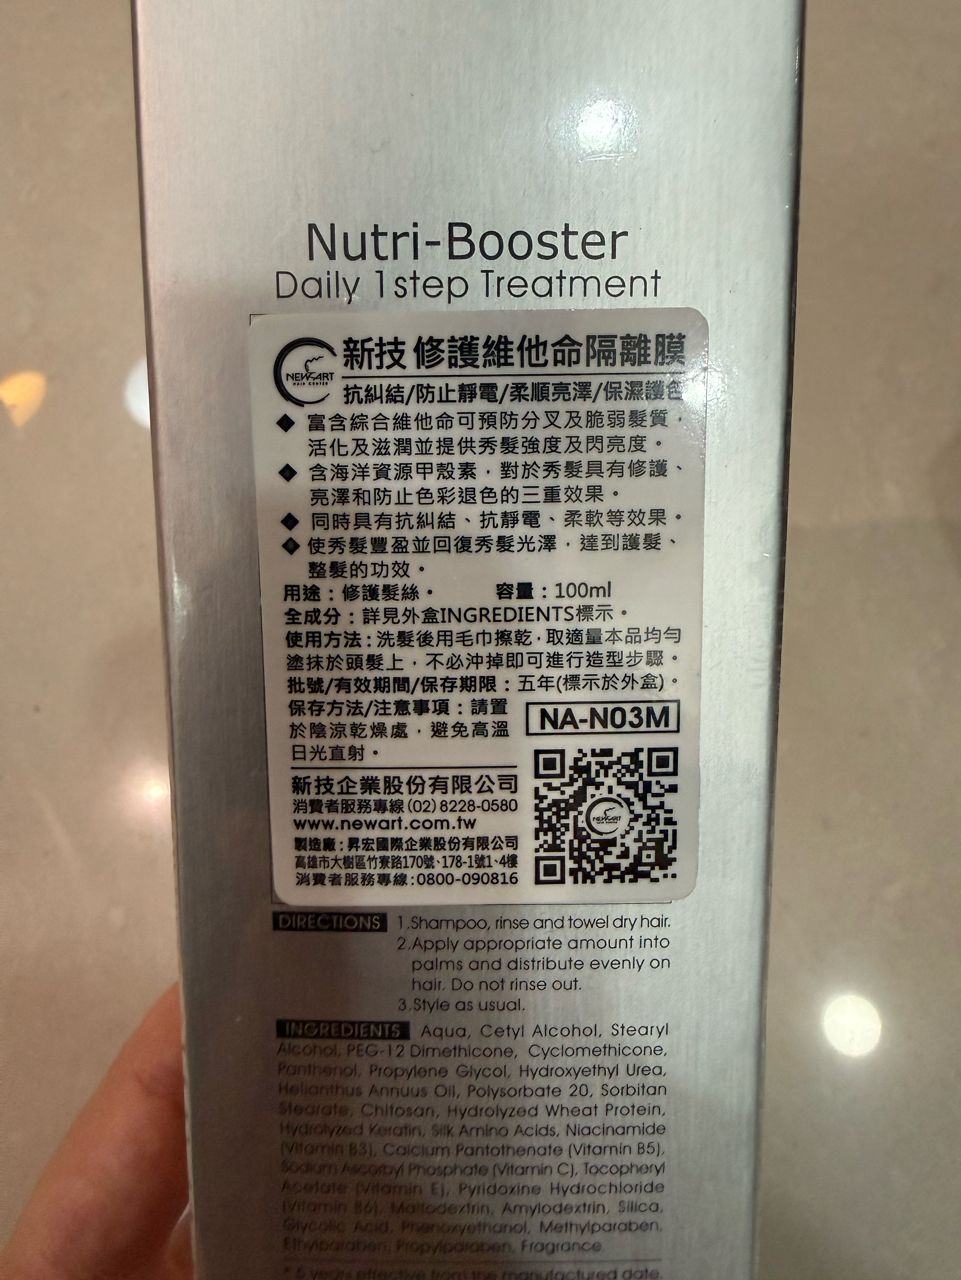 Nutri-Booster
Daily 1step Treatment
NEW ART
HAIR CENTER
新技 修護維他命隔離膜
抗糾結/防止靜電/柔順亮澤/保濕護色
◆ 富含綜合維他命可預防分叉及脆弱髮質，
活化及滋潤並提供秀髮強度及閃亮度。
◆ 含海洋資源甲殼素，對於秀髮具有修護、
亮澤和防止色彩退色的三重效果。
◆ 同時具有抗糾結、抗靜電、柔軟等效果。
◆ 使秀髮豐盈並回復秀髮光澤，達到護髮、
整髮的功效。
用途：修護髮絲。 容量：100ml
全成分：詳見外盒INGREDIENTS標示。
使用方法：洗髮後用毛巾擦乾，取適量本品均勻
塗抹於頭髮上，不必沖掉即可進行造型步驟。
批號/有效期間/保存期限：五年(標示於外盒)。
保存方法/注意事項：請置
於陰涼乾燥處，避免高溫
日光直射。
NA-N03M
新技企業股份有限公司
消費者服務專線(02)8228-0580
www.newart.com.tw
製造廠：昇宏國際企業股份有限公司
高雄市大樹區竹寮路170號、178-1號1、4樓
消費者服務專線：0800-090816
NEW ART
DIRECTIONS 1.Shampoo, rinse and towel dry hair.
2.Apply appropriate amount into
palms and distribute evenly on
hair. Do not rinse out.
3.Style as usual.
INGREDIENTS Aqua, Cetyl Alcohol, Stearyl
Alcohol, PEG-12 Dimethicone, Cyclomethicone,
Panthenol, Propylene Glycol, Hydroxyethyl Urea,
Helianthus Annuus Oil, Polysorbate 20, Sorbitan
Stearate, Chitosan, Hydrolyzed Wheat Protein,
Hydrolyzed Keratin, Silk Amino Acids, Niacinamide
(Vitamin B3), Calcium Pantothenate (Vitamin B5),
Sodium Ascorbyl Phosphate (Vitamin C), Tocopheryl
Acetate (Vitamin E), Pyridoxine Hydrochloride
(Vitamin B6), Maltodextrin, Amylodextrin, Silica,
Glycolic Acid, Phenoxyethanol, Methylparaben,
Ethylparaben, Propylparaben, Fragrance
* 5 years effective from the manufactured date.